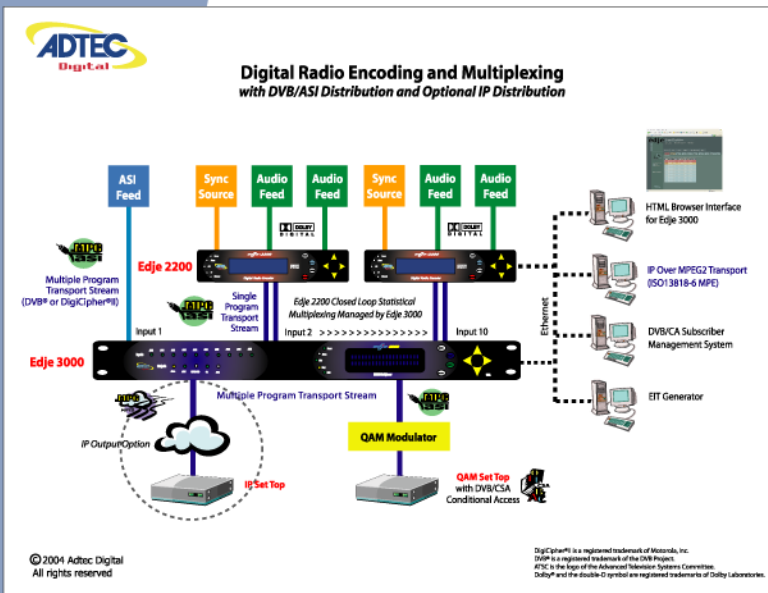 ADTEC
Digital
Digital Radio Encoding and Multiplexing
with DVB/ASI Distribution and Optional IP Distribution
ASI
Feed
Sync
Source
Audio
Feed
Audio
Feed
Sync
Source
Audio
Feed
Audio
Feed
HTML Browser Interface
for Edje 3000
DOLBY
DIGITAL
DOLBY
DIGITAL
Edje 2200
asi
Multiple Program
Transport Stream
(DVB® or DigiCipher®II)
Single
Program
Transport
Stream
Edje 2200 Closed Loop Statistical
Multiplexing Managed by Edje 3000
IP Over MPEG2 Transport
(ISO13818-6 MPE)
Ethernet
Input 1
Input 2 >>>>>>>>>>>>>>> Input 10
DVB/CA Subscriber
Management System
Edje 3000
Multiple Program Transport Stream
EIT Generator
IP Output Option
QAM Modulator
IP Set Top
QAM Set Top
with DVB/CSA
Conditional Access
©2004 Adtec Digital
All rights reserved
DigiCipher®II is a registered trademark of Motorola, Inc.
DVB® is a registered trademark of the DVB Project.
ATSC is the logo of the Advanced Television Systems Committee.
Dolby® and the double-D symbol are registered trademarks of Dolby Laboratories.